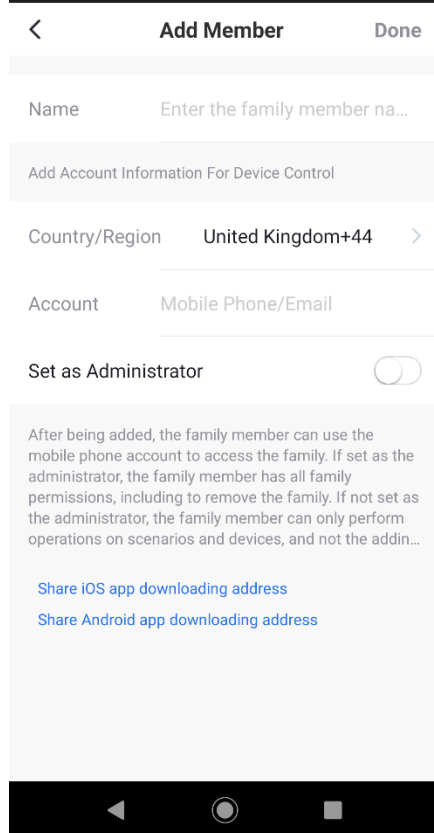 Add Member Done
Name Enter the family member na...
Add Account Information For Device Control
Country/Region United Kingdom+44
Account Mobile Phone/Email
Set as Administrator
After being added, the family member can use the
mobile phone account to access the family. If set as the
administrator, the family member has all family
permissions, including to remove the family. If not set as
the administrator, the family member can only perform
operations on scenarios and devices, and not the addin...
Share iOS app downloading address
Share Android app downloading address